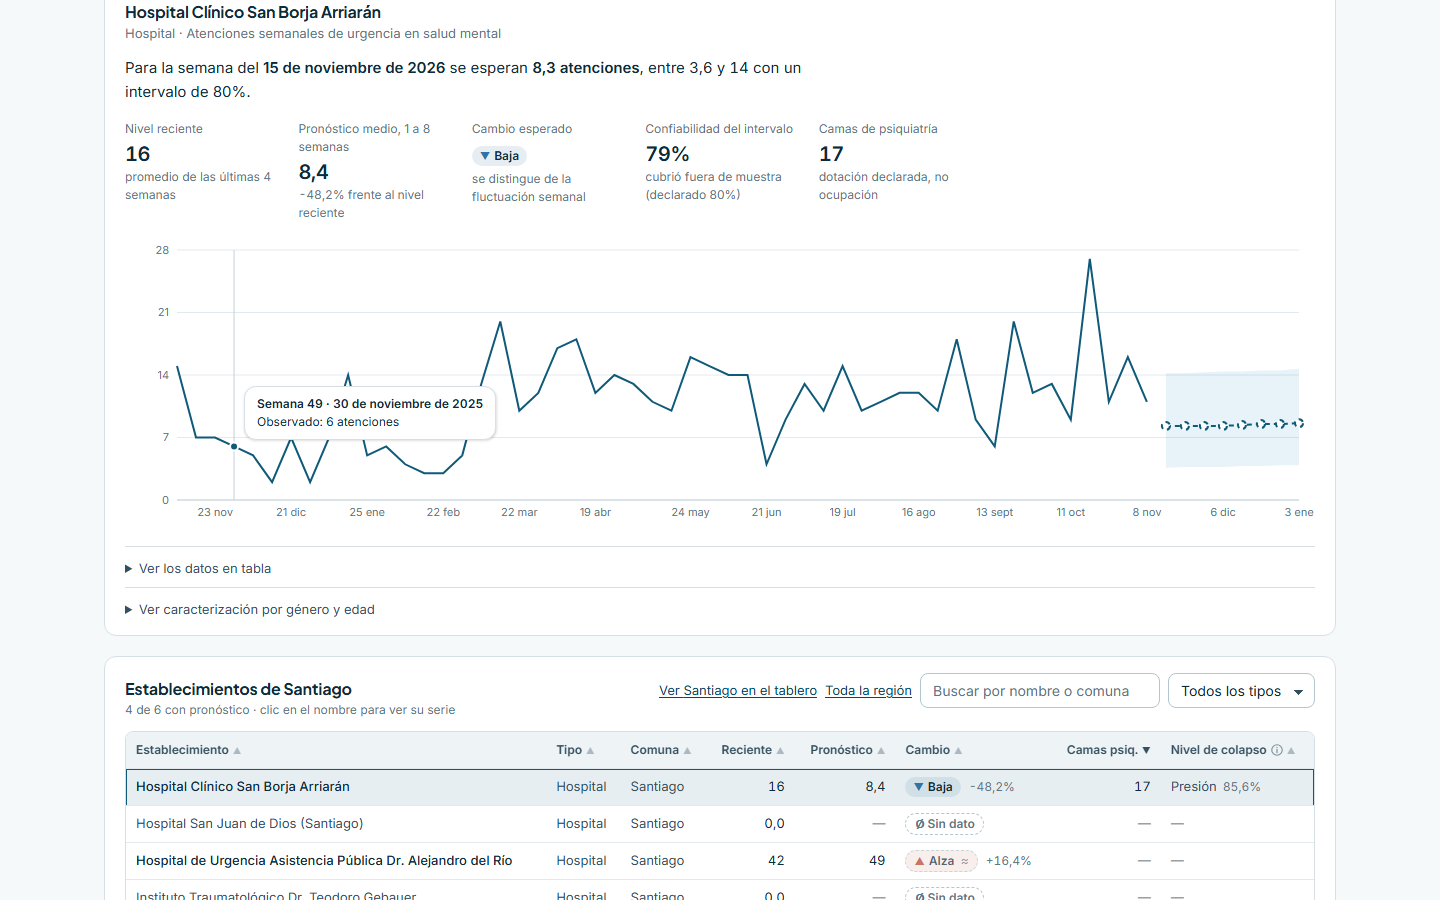 Hospital Clínico San Borja Arriarán
Hospital · Atenciones semanales de urgencia en salud mental
Para la semana del 15 de noviembre de 2026 se esperan 8,3 atenciones, entre 3,6 y 14 con un
intervalo de 80%.
Nivel reciente
16
promedio de las últimas 4
semanas
Pronóstico medio, 1 a 8
semanas
8,4
-48,2% frente al nivel
reciente
Cambio esperado
▼ Baja
se distingue de la
fluctuación semanal
Confiabilidad del intervalo
79%
cubrió fuera de muestra
(declarado 80%)
Camas de psiquiatría
17
dotación declarada, no
ocupación
28
21
14
7
0
Semana 49 · 30 de noviembre de 2025
Observado: 6 atenciones
23 nov 21 dic 25 ene 22 feb 22 mar 19 abr 24 may 21 jun 19 jul 16 ago 13 sept 11 oct 8 nov 6 dic 3 ene
▶ Ver los datos en tabla
▶ Ver caracterización por género y edad
Establecimientos de Santiago
4 de 6 con pronóstico · clic en el nombre para ver su serie
Ver Santiago en el tablero Toda la región Buscar por nombre o comuna Todos los tipos
Establecimiento ▲ Tipo ▲ Comuna ▲ Reciente ▲ Pronóstico ▲ Cambio ▲ Camas psiq. ▼ Nivel de colapso ⓘ ▲
Hospital Clínico San Borja Arriarán Hospital Santiago 16 8,4 ▼ Baja -48,2% 17 Presión 85,6%
Hospital San Juan de Dios (Santiago) Hospital Santiago 0,0 — Ø Sin dato — —
Hospital de Urgencia Asistencia Pública Dr. Alejandro del Río Hospital Santiago 42 49 ▲ Alza ≈ +16,4% — —
Instituto Traumatológico Dr. Teodoro Gebauer Hospital Santiago 0,0 — Ø Sin dato — —